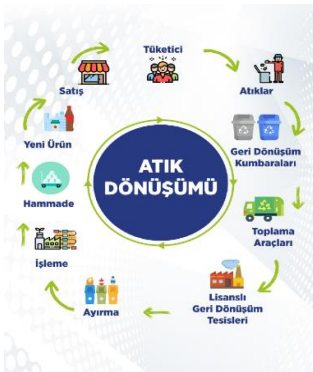 Tüketici
Atıklar
Geri Dönüşüm
Kumbaraları
Toplama
Araçları
Lisanslı
Geri Dönüşüm
Tesisleri
Ayırma
İşleme
Hammade
Yeni Ürün
Satış
ATIK
DÖNÜŞÜMÜ